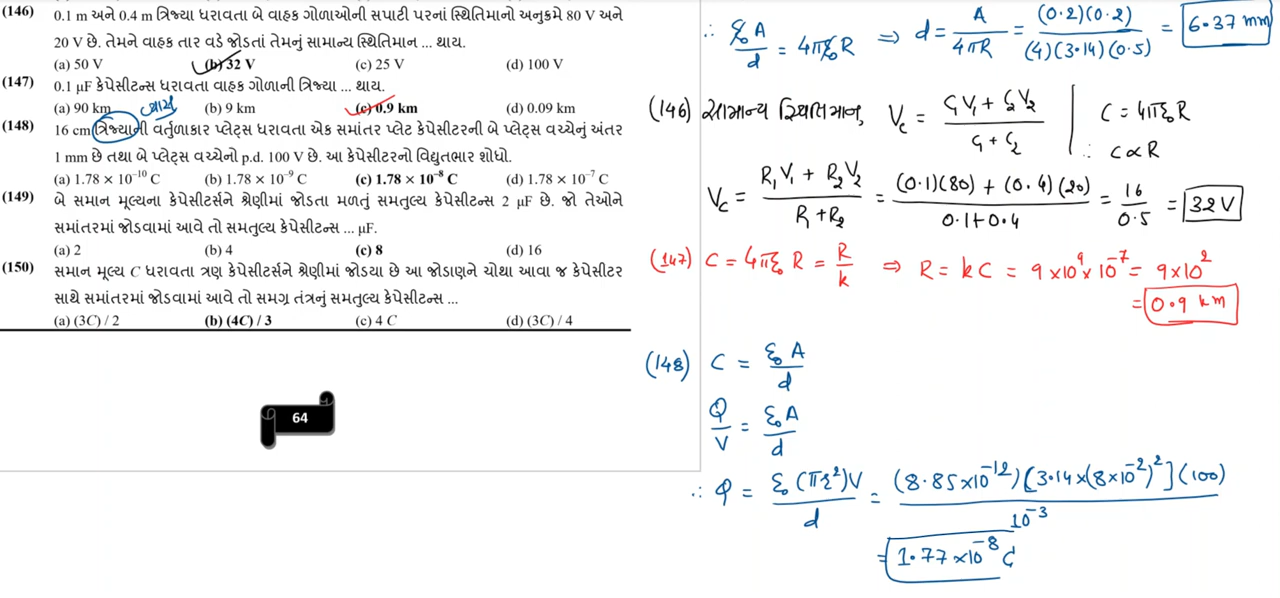 (146) 0.1 m અને 0.4 m ત્રિજ્યા ધરાવતા બે વાહક ગોળાઓની સપાટી પરનાં સ્થિતિમાનો અનુક્રમે 80 V અને
20 V છે. તેમને વાહક તાર વડે જોડતાં તેમનું સામાન્ય સ્થિતિમાન ... થાય.
(a) 50 V (b) 32 V (c) 25 V (d) 100 V
(147) 0.1 μF કેપેસીટન્સ ધરાવતા વાહક ગોળાની ત્રિજ્યા ... થાય.
(a) 90 km (b) 9 km (c) 0.9 km (d) 0.09 km
વ્યાસ
(148) 16 cm ત્રિજ્યાની વર્તુળાકાર પ્લેટ્સ ધરાવતા એક સમાંતર પ્લેટ કેપેસીટરની બે પ્લેટ્સ વચ્ચેનું અંતર
1 mm છે તથા બે પ્લેટ્સ વચ્ચેનો p.d. 100 V છે. આ કેપેસીટરનો વિદ્યુતભાર શોધો.
(a) 1.78 × 10⁻¹⁰ C (b) 1.78 × 10⁻⁹ C (c) 1.78 × 10⁻⁸ C (d) 1.78 × 10⁻⁷ C
(149) બે સમાન મૂલ્યના કેપેસીટર્સને શ્રેણીમાં જોડતા મળતું સમતુલ્ય કેપેસીટન્સ 2 μF છે. જો તેઓને
સમાંતરમાં જોડવામાં આવે તો સમતુલ્ય કેપેસીટન્સ ... μF.
(a) 2 (b) 4 (c) 8 (d) 16
(150) સમાન મૂલ્ય C ધરાવતા ત્રણ કેપેસીટર્સને શ્રેણીમાં જોડયા છે આ જોડાણને ચોથા આવા જ કેપેસીટર
સાથે સમાંતરમાં જોડવામાં આવે તો સમગ્ર તંત્રનું સમતુલ્ય કેપેસીટન્સ ...
(a) (3C) / 2 (b) (4C) / 3 (c) 4 C (d) (3C) / 4
64
∴ ε₀A/d = 4πε₀R ⇒ d = A/4πR = (0.2)(0.2)/(4)(3.14)(0.5) = 6.37 mm
(146) સામાન્ય સ્થિતિમાન, V_c = (C₁V₁ + C₂V₂)/(C₁ + C₂) | C = 4πε₀R
∴ C ∝ R
V_c = (R₁V₁ + R₂V₂)/(R₁ + R₂) = ((0.1)(80) + (0.4)(20))/(0.1 + 0.4) = 16/0.5 = 32 V
(147) C = 4πε₀R = R/k ⇒ R = kC = 9×10⁹×10⁻⁷ = 9×10²
= 0.9 km
(148) C = ε₀A/d
Q/V = ε₀A/d
∴ Q = ε₀(πr²)V/d = (8.85×10⁻¹²)[3.14×(8×10⁻²)²](100)/10⁻³
= 1.77×10⁻⁸ C